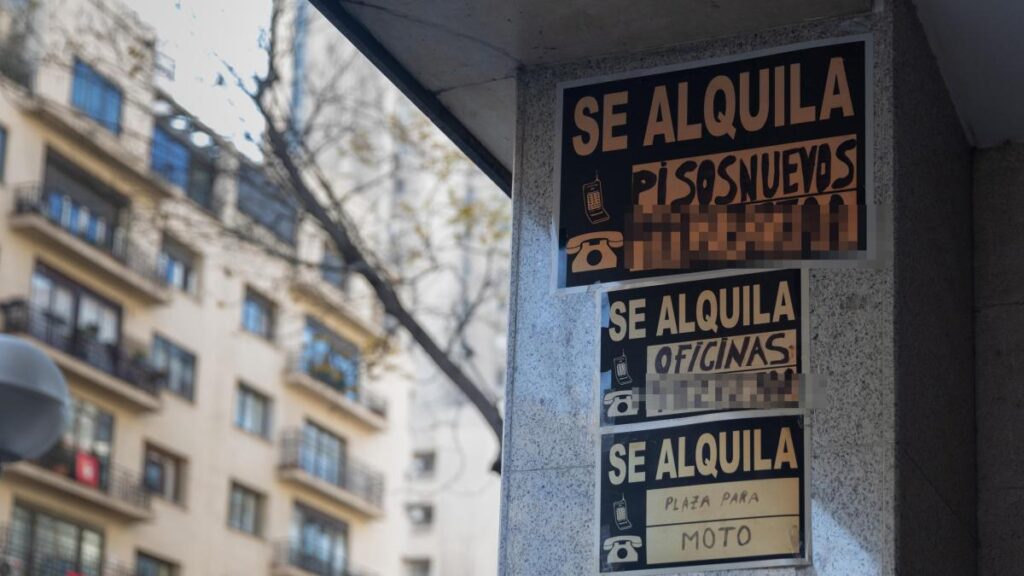 SE ALQUILA
PISOS NUEVOS
SE ALQUILA
OFICINAS
SE ALQUILA
PLAZA PARA
MOTO